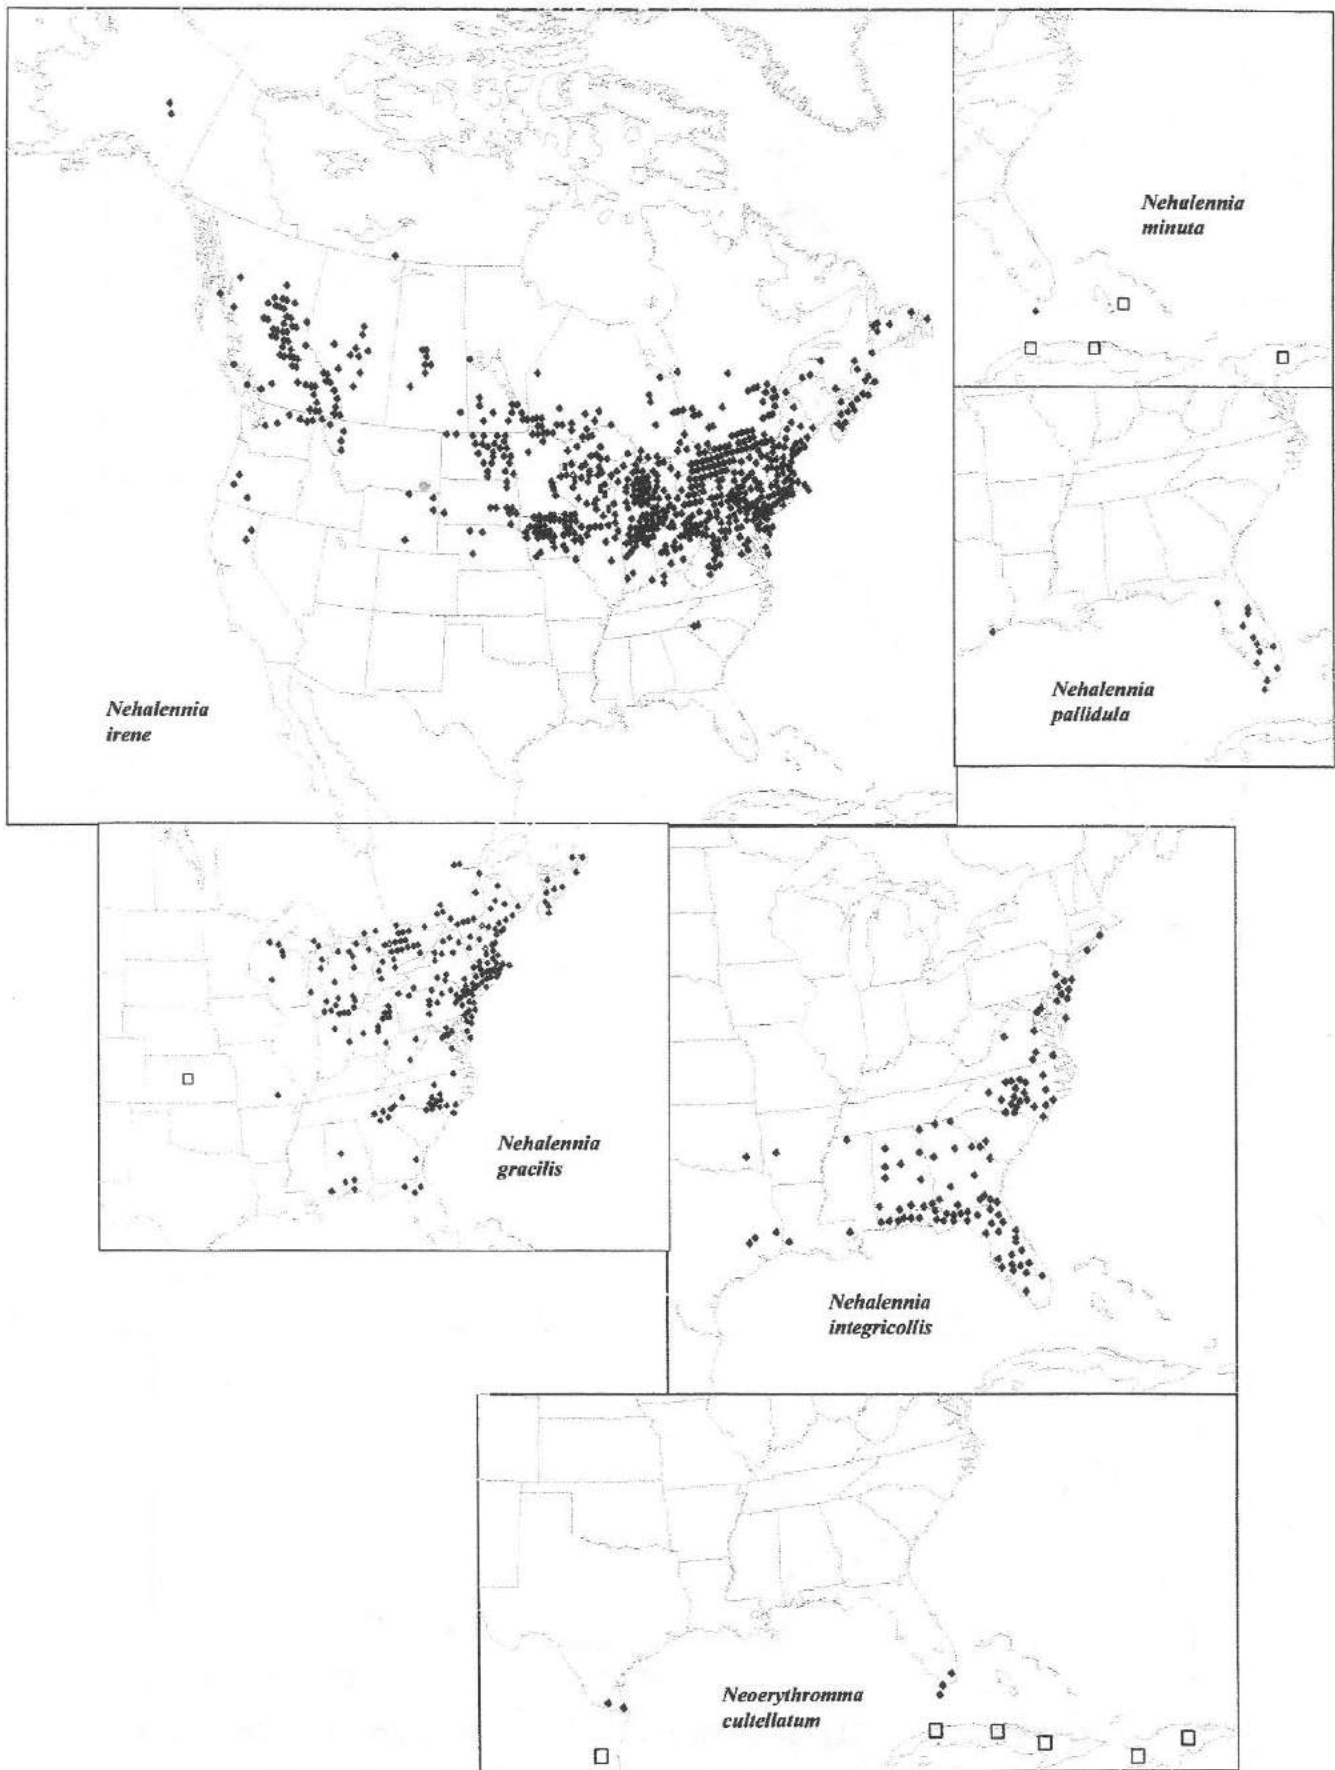 Nehalennia
minuta
Nehalennia
irene
Nehalennia
pallidula
Nehalennia
gracilis
Nehalennia
integricollis
Neoerythromma
cultellatum